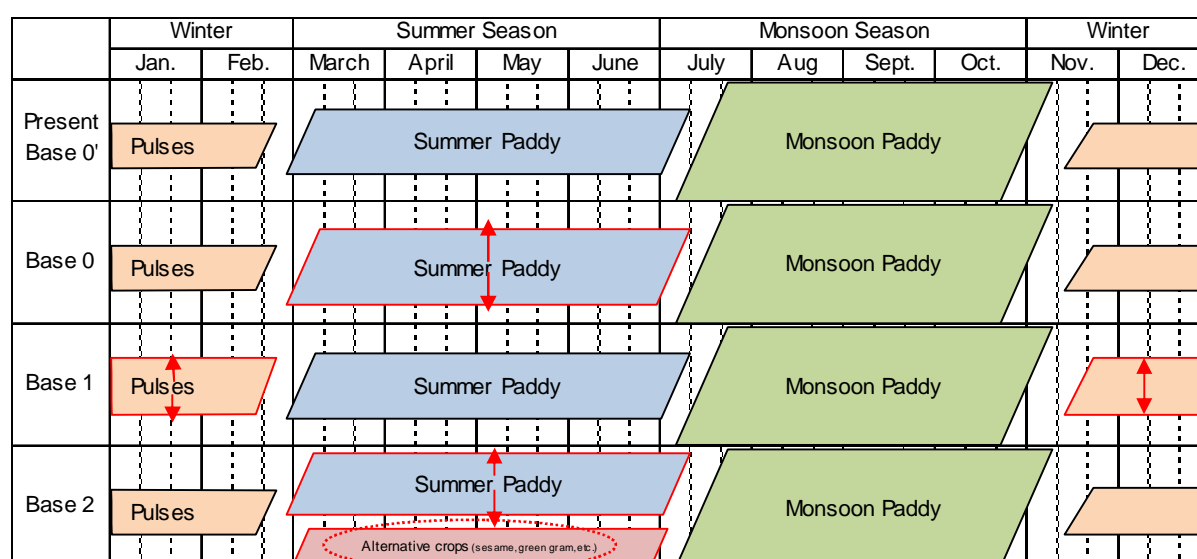 Winter Summer Season Monsoon Season Winter
Jan. Feb. March April May June July Aug Sept. Oct. Nov. Dec.
Present
Base 0'
Pulses Summer Paddy Monsoon Paddy
Base 0 Pulses Summer Paddy Monsoon Paddy
Base 1 Pulses Summer Paddy Monsoon Paddy
Base 2 Pulses Summer Paddy Monsoon Paddy
Alternative crops (sesame, green gram, etc.)